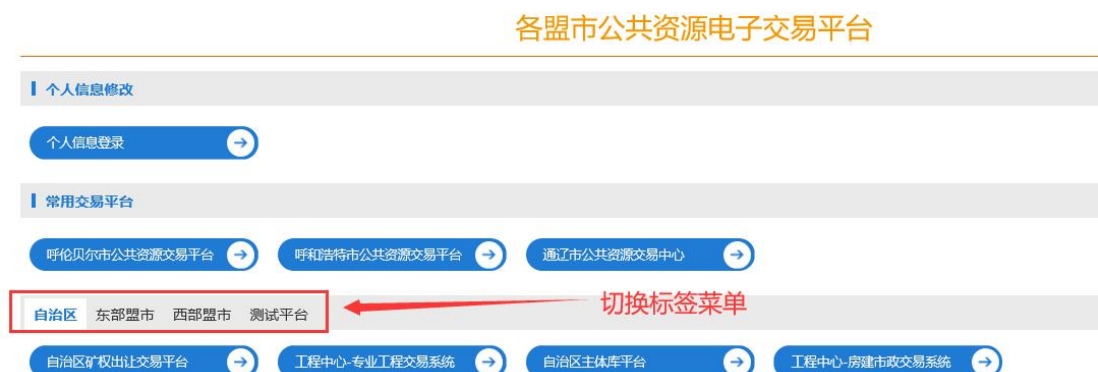 各盟市公共资源电子交易平台
个人信息修改
个人信息登录
常用交易平台
呼伦贝尔市公共资源交易平台 呼和浩特市公共资源交易平台 通辽市公共资源交易中心
自治区 东部盟市 西部盟市 测试平台 切换标签菜单
自治区矿权出让交易平台 工程中心-专业工程交易系统 自治区主体库平台 工程中心-房建市政交易系统